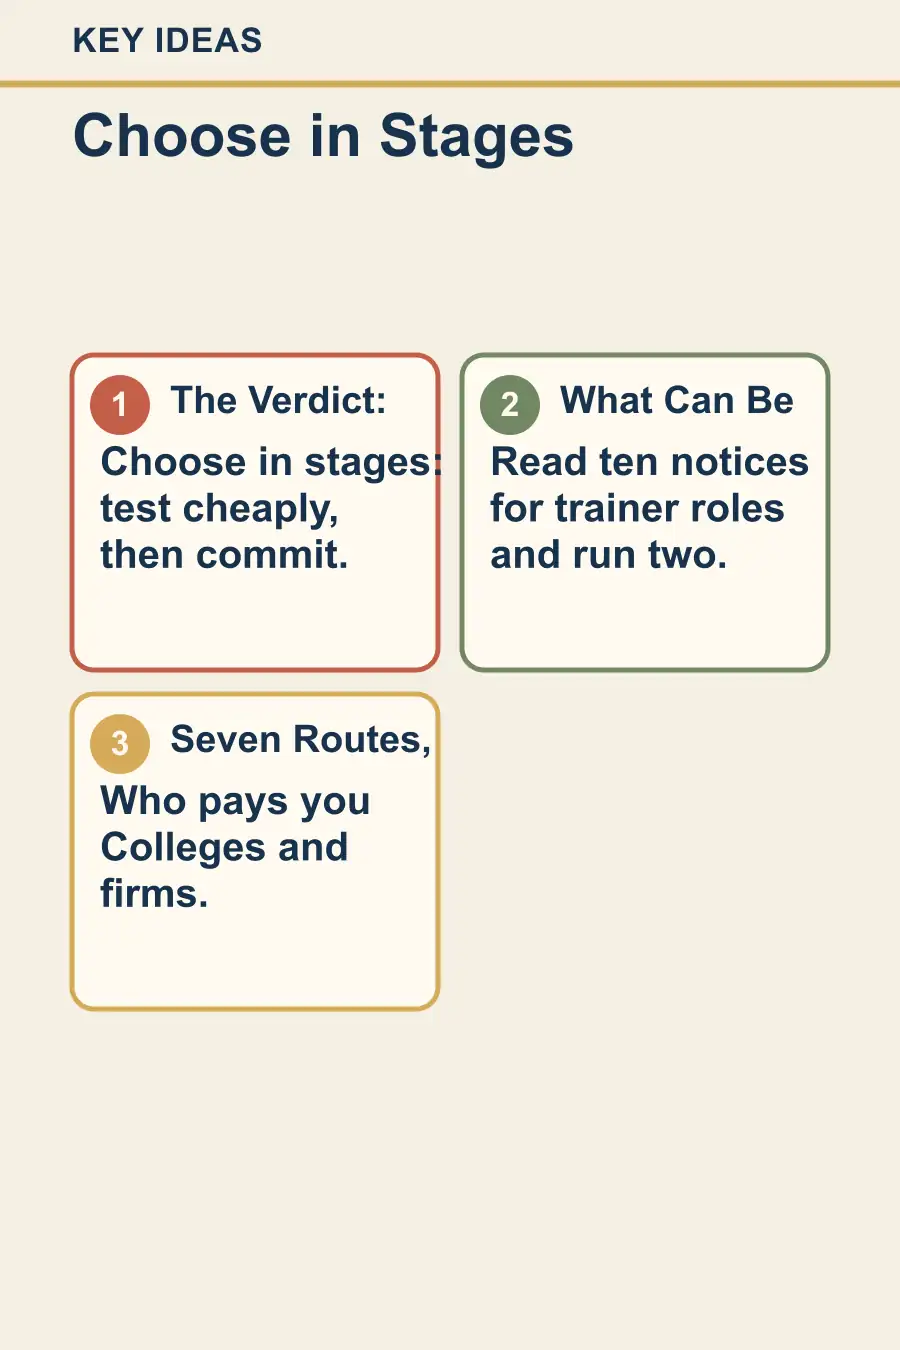 KEY IDEAS
Choose in Stages
1 The Verdict:
Choose in stages:
test cheaply,
then commit.
2 What Can Be
Read ten notices
for trainer roles
and run two.
3 Seven Routes,
Who pays you
Colleges and
firms.